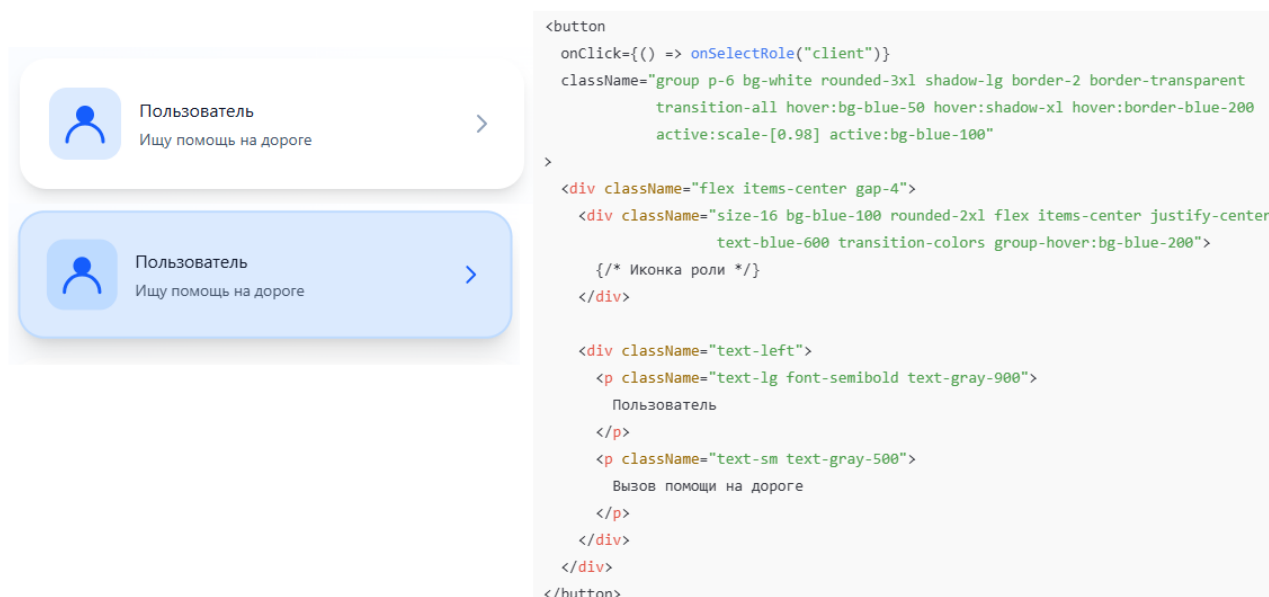 Пользователь
Ищу помощь на дороге
Пользователь
Ищу помощь на дороге
<button
onClick={() => onSelectRole("client")}
className="group p-6 bg-white rounded-3xl shadow-lg border-2 border-transparent
transition-all hover:bg-blue-50 hover:shadow-xl hover:border-blue-200
active:scale-[0.98] active:bg-blue-100"
>
<div className="flex items-center gap-4">
<div className="size-16 bg-blue-100 rounded-2xl flex items-center justify-center
text-blue-600 transition-colors group-hover:bg-blue-200">
{/* Иконка роли */}
</div>
<div className="text-left">
<p className="text-lg font-semibold text-gray-900">
Пользователь
</p>
<p className="text-sm text-gray-500">
Вызов помощи на дороге
</p>
</div>
</div>
</button>